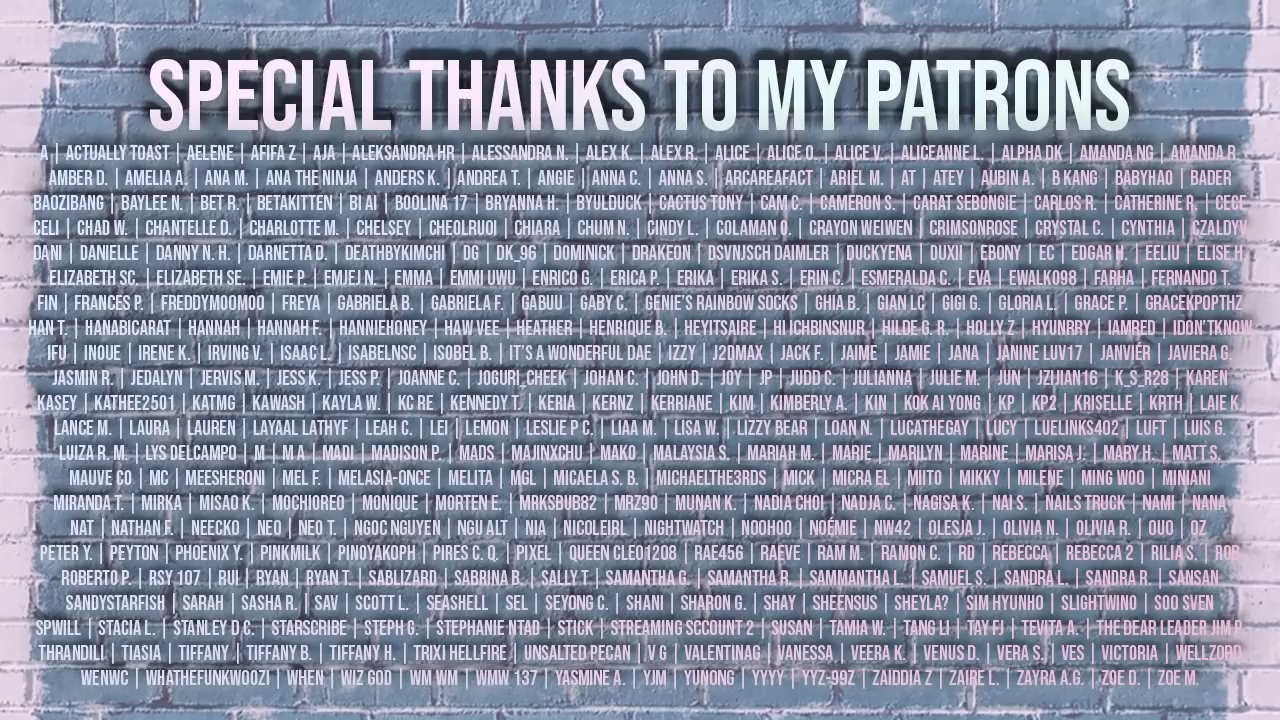 SPECIAL THANKS TO MY PATRONS
A | ACTUALLY TOAST | AELENE | AFIFA Z | AJA | ALEKSANDRA HR | ALESSANDRA N. | ALEX K. | ALEX R. | ALICE | ALICE O. | ALICE V. | ALICEANNE L. | ALPHA DK | AMANDA NG | AMANDA R.
AMBER D. | AMELIA A. | ANA M. | ANA THE NINJA | ANDERS K. | ANDREA T. | ANGIE | ANNA C. | ANNA S. | ARCAREAFACT | ARIEL M. | AT | ATEY | AUBIN A. | B KANG | BABYHAO | BADER
BAOZIBANG | BAYLEE N. | BET R. | BETAKITTEN | BI AI | BOOLINA 17 | BRYANNA H. | BYULDUCK | CACTUS TONY | CAM C. | CAMERON S. | CARAT SEBONGIE | CARLOS R. | CATHERINE R. | CECE
CELI | CHAD W. | CHANTELLE D. | CHARLOTTE M. | CHELSEY | CHEOLRUOI | CHIARA | CHUM N. | CINDY L. | COLAMAN O. | CRAYON WEIWEN | CRIMSONROSE | CRYSTAL C. | CYNTHIA | CZALDYV
DANI | DANIELLE | DANNY N. H. | DARNETTA D. | DEATHBYKIMCHI | DG | DK_96 | DOMINICK | DRAKEON | DSVNJSCH DAIMLER | DUCKYENA | DUXII | EBONY | EC | EDGAR H. | EELIU | ELISE H.
ELIZABETH SC. | ELIZABETH SE. | EMIE P. | EMJEJ N. | EMMA | EMMI UWU | ENRICO G. | ERICA P. | ERIKA | ERIKA S. | ERIN C. | ESMERALDA C. | EVA | EWALK098 | FARHA | FERNANDO T.
FIN | FRANCES P. | FREDDYMOOMOO | FREYA | GABRIELA B. | GABRIELA F. | GABUU | GABY C. | GENIE'S RAINBOW SOCKS | GHIA B. | GIAN LC | GIGI G. | GLORIA L. | GRACE P. | GRACEKPOPTHZ
HAN T. | HANABICARAT | HANNAH | HANNAH F. | HANNIEHONEY | HAW VEE | HEATHER | HENRIQUE B. | HEYITSAIRE | HI ICHBINSNUR | HILDE G. R. | HOLLY Z | HYUNRRY | IAMRED | IDON'TKNOW
IFU | INOUE | IRENE K. | IRVING V. | ISAAC L. | ISABELNSC | ISOBEL B. | IT'S A WONDERFUL DAE | IZZY | J2DMAX | JACK F. | JAIME | JAMIE | JANA | JANINE LUV17 | JANVIÉR | JAVIERA G.
JASMIN R. | JEDALYN | JERVIS M. | JESS K. | JESS P. | JOANNE C. | JOGURI_CHEEK | JOHAN C. | JOHN D. | JOY | JP | JUDD C. | JULIANNA | JULIE M. | JUN | JZJIJAN16 | K_S_R28 | KAREN
KASEY | KATHEE2501 | KATMG | KAWASH | KAYLA W. | KC RE | KENNEDY T. | KERIA | KERNZ | KERRIANE | KIM | KIMBERLY A. | KIN | KOK AI YONG | KP | KP2 | KRISELLE | KRTH | LAIE K.
LANCE M. | LAURA | LAUREN | LAYAAL LATHYF | LEAH C. | LEI | LEMON | LESLIE P C. | LIAA M. | LISA W. | LIZZY BEAR | LOAN N. | LUCATHEGAY | LUCY | LUELINKS402 | LUFT | LUIS G.
LUIZA R. M. | LYS DELCAMPO | M | M A | MADI | MADISON P. | MADS | MAJINXCHU | MAKO | MALAYSIA S. | MARIAH M. | MARIE | MARILYN | MARINE | MARISA J. | MARY H. | MATT S.
MAUVE CO | MC | MEESHERONI | MEL F. | MELASIA-ONCE | MELITA | MGL | MICAELA S. B. | MICHAELTHE3RDS | MICK | MICRA EL | MIITO | MIKKY | MILENE | MING WOO | MINIANI
MIRANDA T. | MIRKA | MISAO K. | MOCHIOREO | MONIQUE | MORTEN E. | MRKSBUB82 | MRZ90 | MUNAN K. | NADIA CHOI | NADJA C. | NAGISA K. | NAI S. | NAILS TRUCK | NAMI | NANA
NAT | NATHAN F. | NEECKO | NEO | NEO T. | NGOC NGUYEN | NGU ALT | NIA | NICOLEIRL | NIGHTWATCH | NOOHOO | NOÉMIE | NW42 | OLESJA J. | OLIVIA N. | OLIVIA R. | OUO | OZ
PETER Y. | PEYTON | PHOENIX Y. | PINKMILK | PINOYAKOPH | PIRES C. Q. | PIXEL | QUEEN CLEO1208 | RAE456 | RAEVE | RAM M. | RAMON C. | RD | REBECCA | REBECCA 2 | RILIA S. | ROB
ROBERTO P. | RSY 107 | RUI | RYAN | RYAN T. | SABLIZARD | SABRINA B. | SALLY T. | SAMANTHA G. | SAMANTHA R. | SAMMANTHA L. | SAMUEL S. | SANDRA L. | SANDRA R. | SANSAN
SANDYSTARFISH | SARAH | SASHA R. | SAV | SCOTT L. | SEASHELL | SEL | SEYONG C. | SHANI | SHARON G. | SHAY | SHEENSUS | SHEYLA? | SIM HYUNHO | SLIGHTWINO | SOO SVEN
SPWILL | STACIA L. | STANLEY D C. | STARSCRIBE | STEPH G. | STEPHANIE NTAD | STICK | STREAMING SCCOUNT 2 | SUSAN | TAMIA W. | TANG LI | TAY FJ | TEVITA A. | THE DEAR LEADER JIM P.
THRANDILI | TIASIA | TIFFANY | TIFFANY B. | TIFFANY H. | TRIXI HELLFIRE | UNSALTED PECAN | V G | VALENTINAG | VANESSA | VEERA K. | VENUS D. | VERA S. | VES | VICTORIA | WELLZORD
WENWC | WHATHEFUNKWOOZI | WHEN | WIZ GOD | WM WM | WMW 137 | YASMINE A. | YJM | YUNONG | YYYY | YYZ-99Z | ZAIDDIA Z | ZAIRE L. | ZAYRA A.G. | ZOE D. | ZOE M.